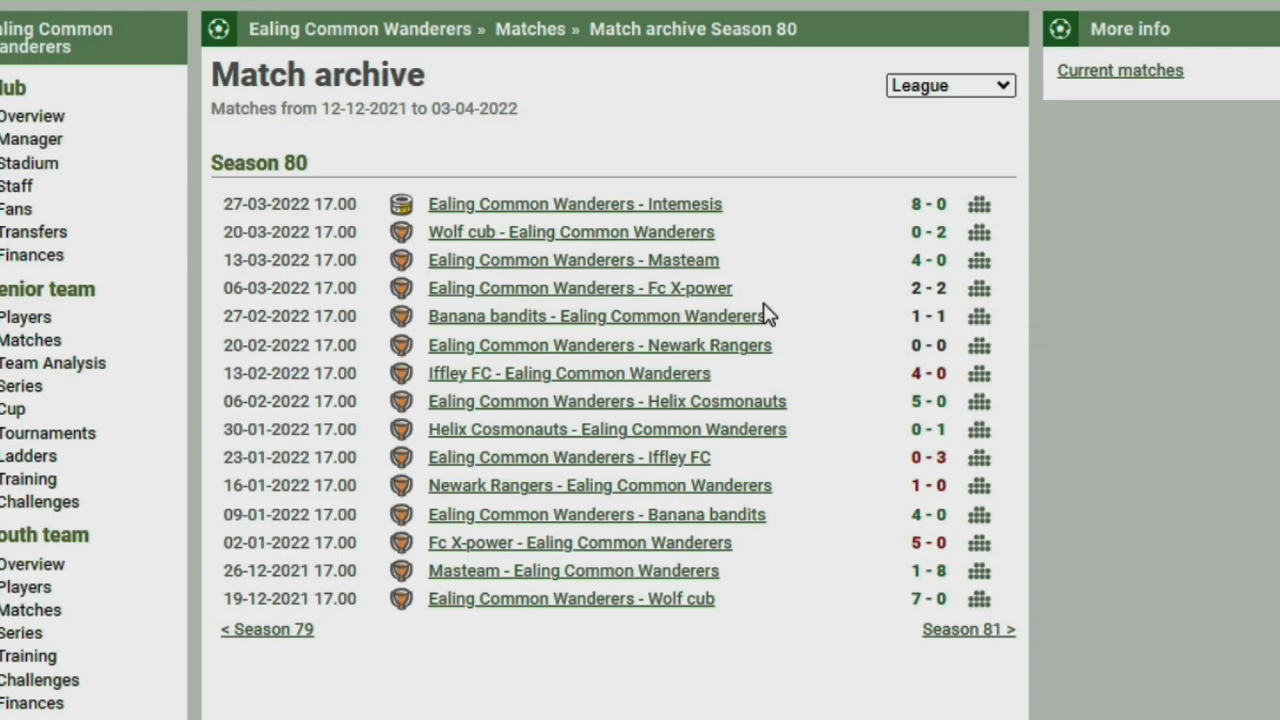 aling Common
anderers
lub
Overview
Manager
Stadium
Staff
Fans
Transfers
Finances
enior team
Players
Matches
Team Analysis
Series
Cup
Tournaments
Ladders
Training
Challenges
outh team
Overview
Players
Matches
Series
Training
Challenges
Finances
Ealing Common Wanderers » Matches » Match archive Season 80
Match archive
League
Matches from 12-12-2021 to 03-04-2022
Season 80
27-03-2022 17.00 Ealing Common Wanderers - Intemesis 8 - 0
20-03-2022 17.00 Wolf cub - Ealing Common Wanderers 0 - 2
13-03-2022 17.00 Ealing Common Wanderers - Masteam 4 - 0
06-03-2022 17.00 Ealing Common Wanderers - Fc X-power 2 - 2
27-02-2022 17.00 Banana bandits - Ealing Common Wanderers 1 - 1
20-02-2022 17.00 Ealing Common Wanderers - Newark Rangers 0 - 0
13-02-2022 17.00 Iffley FC - Ealing Common Wanderers 4 - 0
06-02-2022 17.00 Ealing Common Wanderers - Helix Cosmonauts 5 - 0
30-01-2022 17.00 Helix Cosmonauts - Ealing Common Wanderers 0 - 1
23-01-2022 17.00 Ealing Common Wanderers - Iffley FC 0 - 3
16-01-2022 17.00 Newark Rangers - Ealing Common Wanderers 1 - 0
09-01-2022 17.00 Ealing Common Wanderers - Banana bandits 4 - 0
02-01-2022 17.00 Fc X-power - Ealing Common Wanderers 5 - 0
26-12-2021 17.00 Masteam - Ealing Common Wanderers 1 - 8
19-12-2021 17.00 Ealing Common Wanderers - Wolf cub 7 - 0
< Season 79 Season 81 >
More info
Current matches